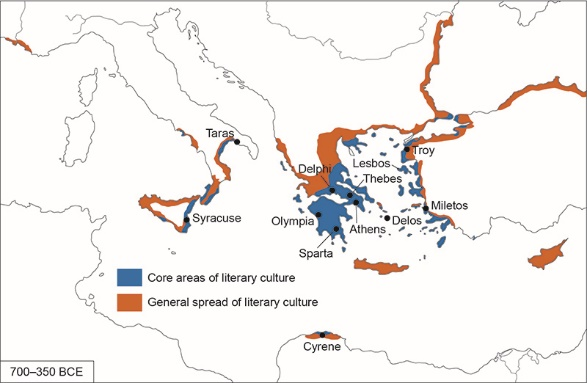 Taras
Troy
Lesbos
Delphi
Thebes
Syracuse
Miletos
Olympia
Delos
Athens
Sparta
Core areas of literary culture
General spread of literary culture
Cyrene
700–350 BCE